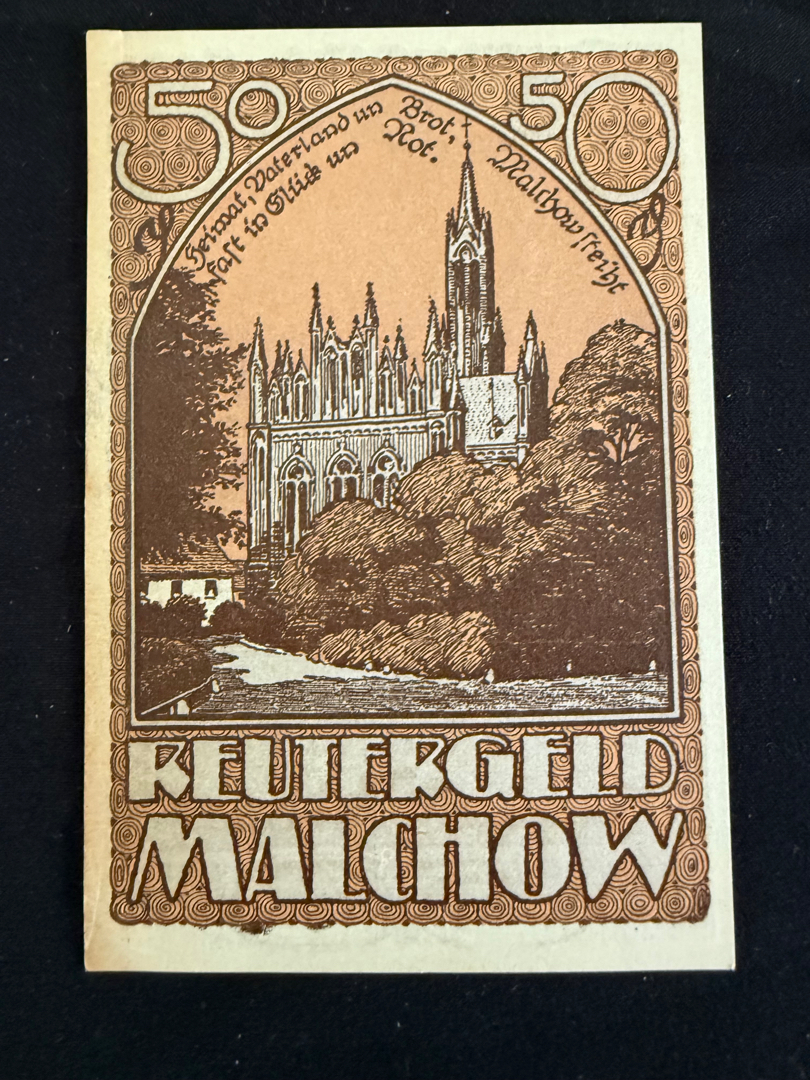 50 50
₰ ₰
Heimat, Vaterland un Brot, Malchow steiht
fast in Glück un Not.
REUTERGELD
MALCHOW